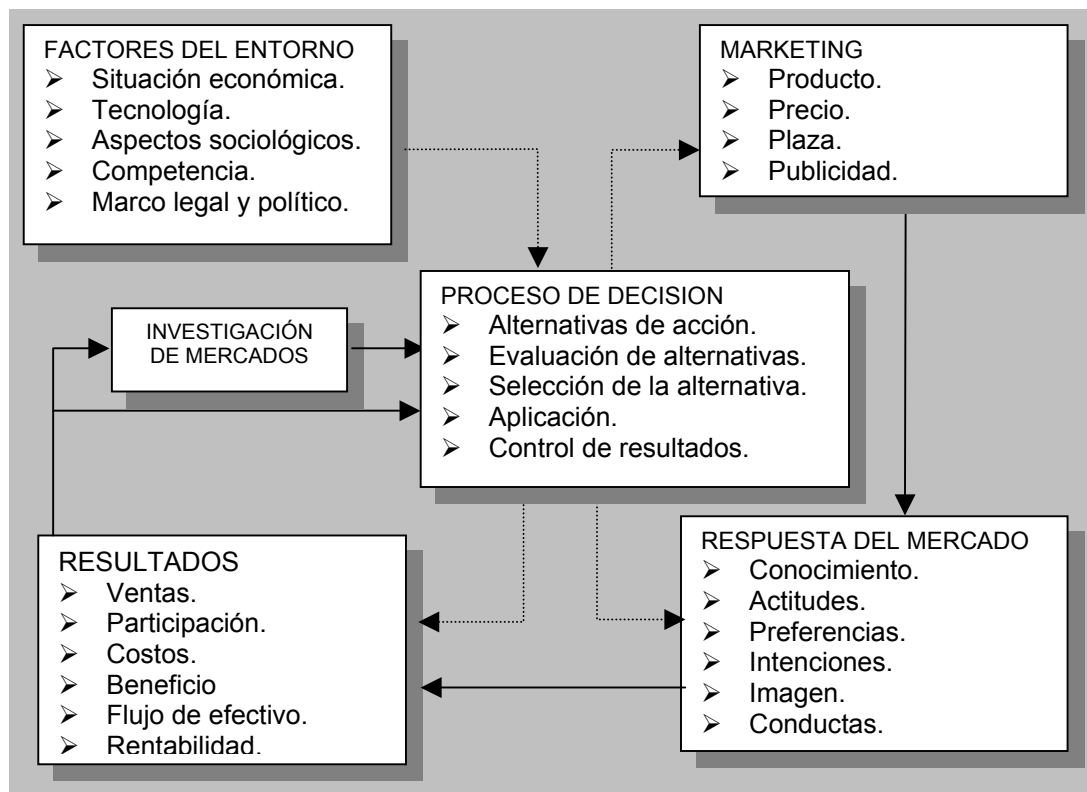 FACTORES DEL ENTORNO
➢ Situación económica.
➢ Tecnología.
➢ Aspectos sociológicos.
➢ Competencia.
➢ Marco legal y político.
MARKETING
➢ Producto.
➢ Precio.
➢ Plaza.
➢ Publicidad.
INVESTIGACIÓN
DE MERCADOS
PROCESO DE DECISION
➢ Alternativas de acción.
➢ Evaluación de alternativas.
➢ Selección de la alternativa.
➢ Aplicación.
➢ Control de resultados.
RESULTADOS
➢ Ventas.
➢ Participación.
➢ Costos.
➢ Beneficio
➢ Flujo de efectivo.
➢ Rentabilidad.
RESPUESTA DEL MERCADO
➢ Conocimiento.
➢ Actitudes.
➢ Preferencias.
➢ Intenciones.
➢ Imagen.
➢ Conductas.